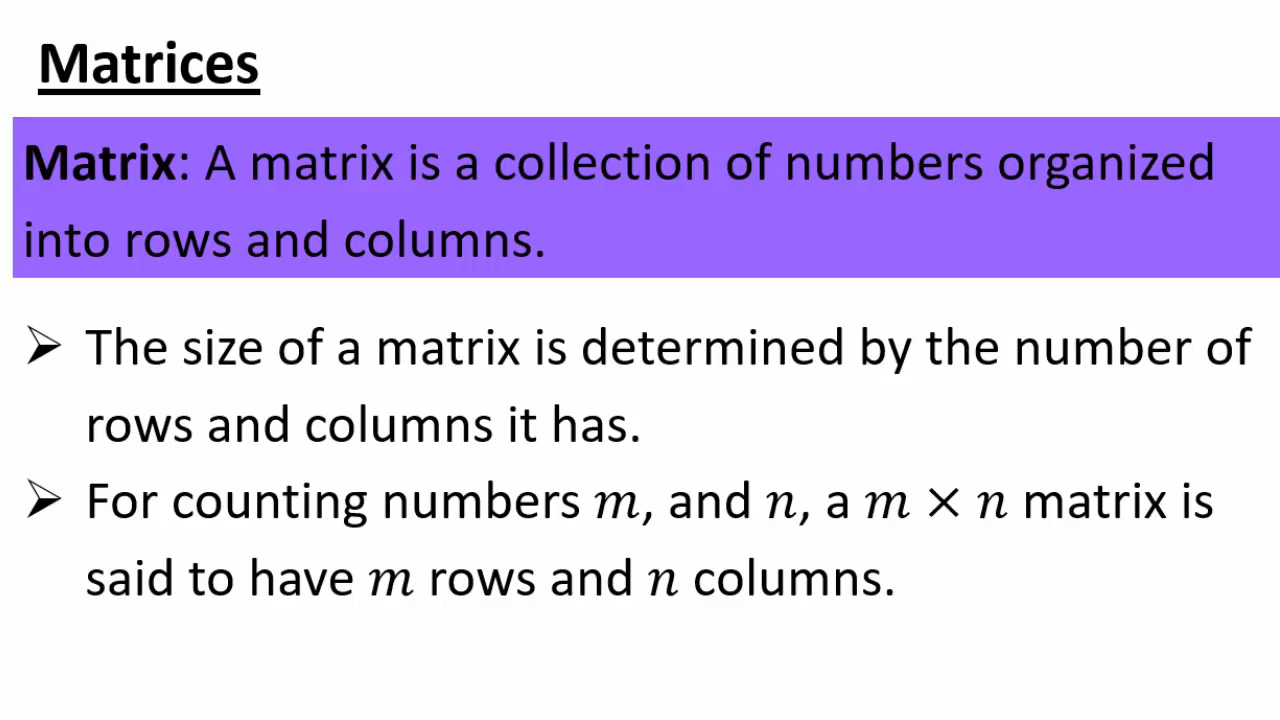 Matrices
Matrix: A matrix is a collection of numbers organized
into rows and columns.
➢ The size of a matrix is determined by the number of
rows and columns it has.
➢ For counting numbers 𝑚, and 𝑛, a 𝑚 × 𝑛 matrix is
said to have 𝑚 rows and 𝑛 columns.